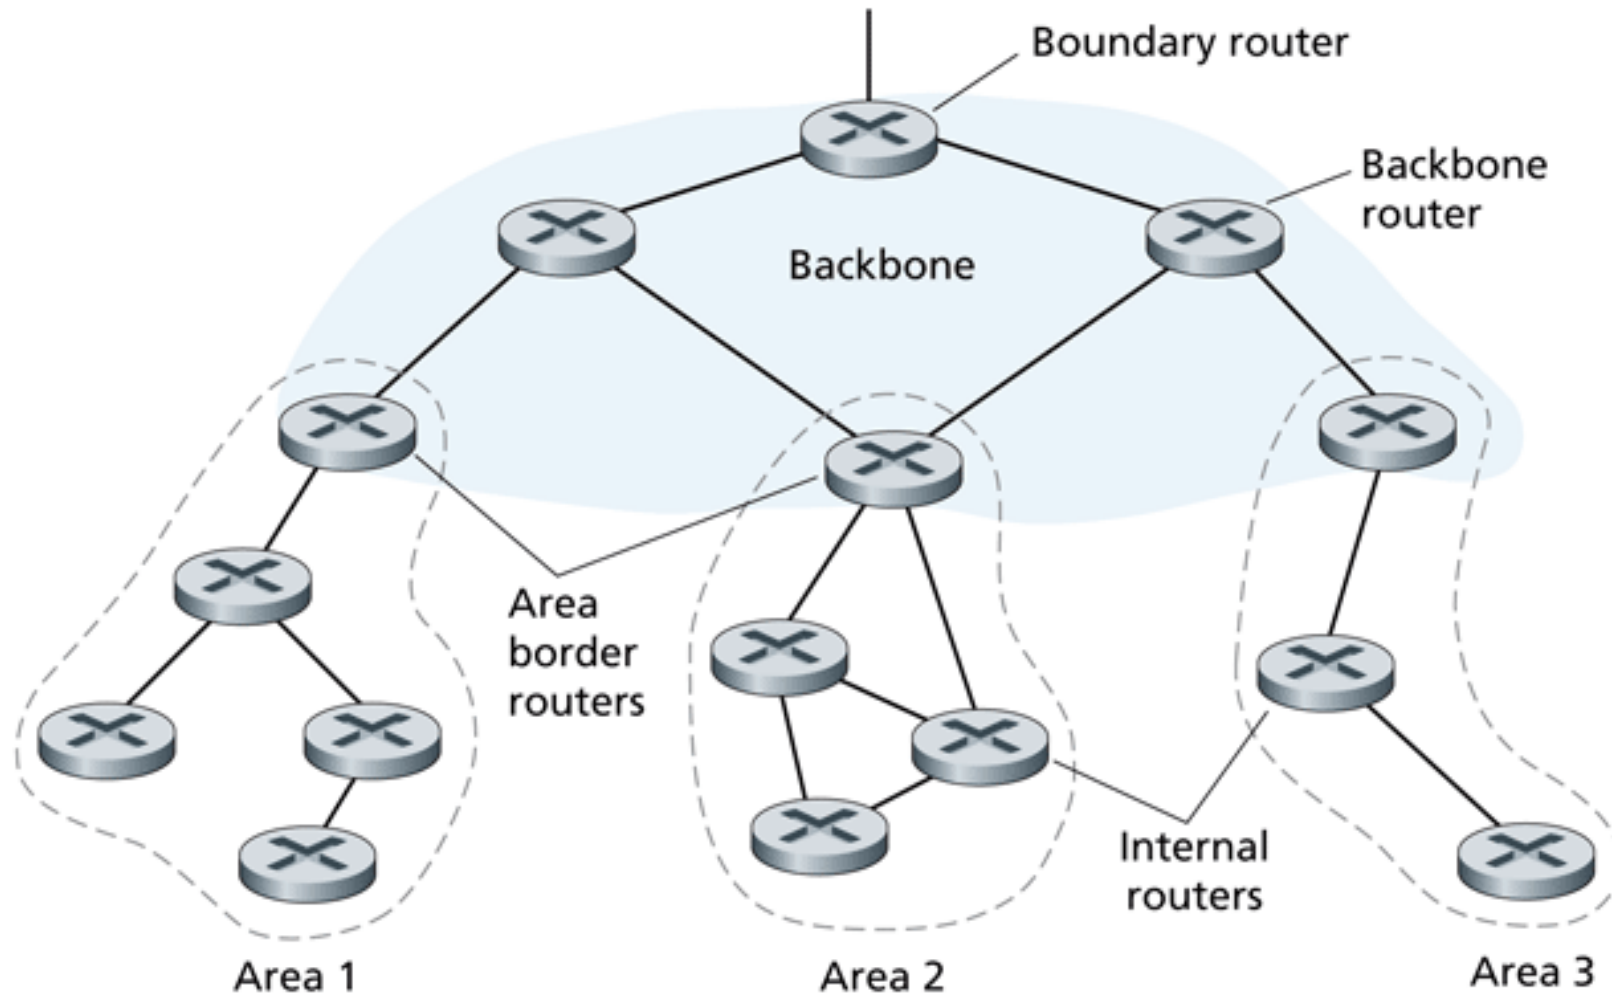 Boundary router
Backbone
router
Backbone
Area
border
routers
Internal
routers
Area 1
Area 2
Area 3